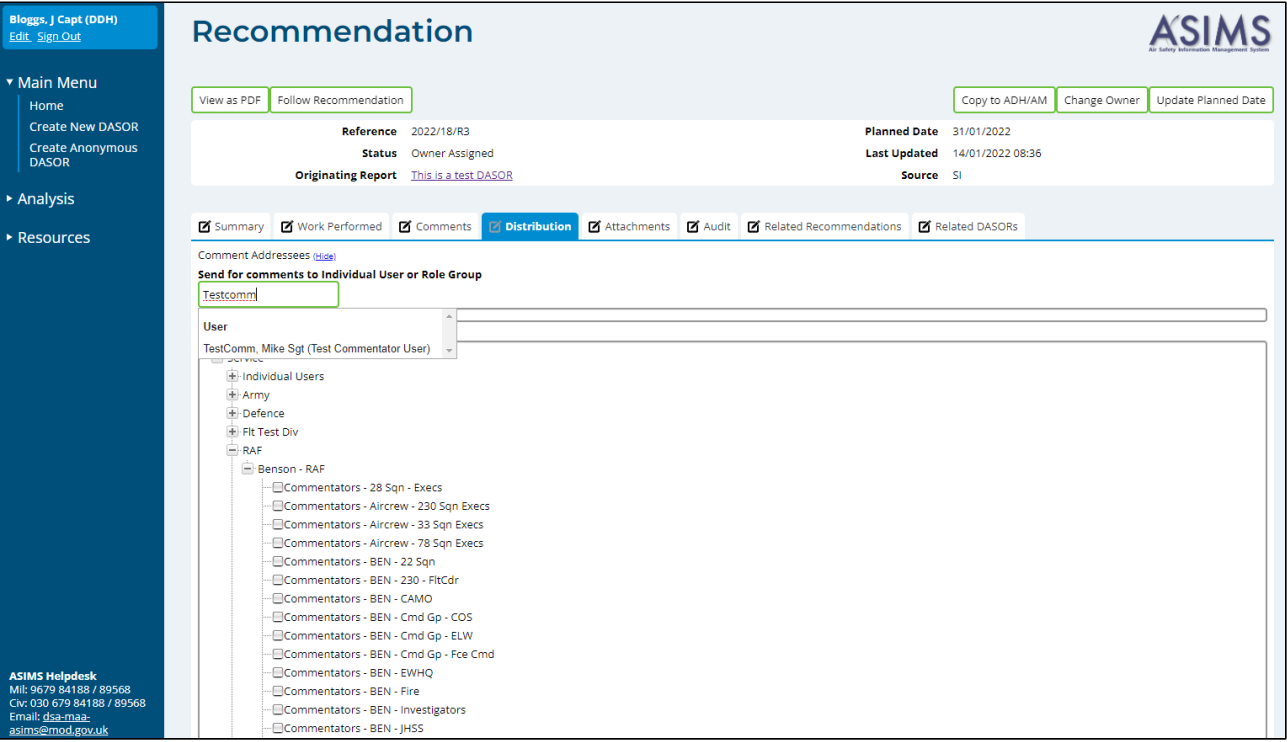 Bloggs, J Capt (DDH)
Edit Sign Out
Main Menu
Home
Create New DASOR
Create Anonymous
DASOR
Analysis
Resources
ASIMS Helpdesk
Mil: 9679 84188 / 89568
Civ: 030 679 84188 / 89568
Email: dsa-maa-
asims@mod.gov.uk
Recommendation
ASIMS
Air Safety Information Management System
View as PDF Follow Recommendation Copy to ADH/AM Change Owner Update Planned Date
Reference 2022/18/R3 Planned Date 31/01/2022
Status Owner Assigned Last Updated 14/01/2022 08:36
Originating Report This is a test DASOR Source SI
Summary Work Performed Comments Distribution Attachments Audit Related Recommendations Related DASORs
Comment Addressees (Hide)
Send for comments to Individual User or Role Group
Testcomm
User
TestComm, Mike Sgt (Test Commentator User)
Service
Individual Users
Army
Defence
Flt Test Div
RAF
Benson - RAF
Commentators - 28 Sqn - Execs
Commentators - Aircrew - 230 Sqn Execs
Commentators - Aircrew - 33 Sqn Execs
Commentators - Aircrew - 78 Sqn Execs
Commentators - BEN - 22 Sqn
Commentators - BEN - 230 - FltCdr
Commentators - BEN - CAMO
Commentators - BEN - Cmd Gp - COS
Commentators - BEN - Cmd Gp - ELW
Commentators - BEN - Cmd Gp - Fce Cmd
Commentators - BEN - EWHQ
Commentators - BEN - Fire
Commentators - BEN - Investigators
Commentators - BEN - JHSS